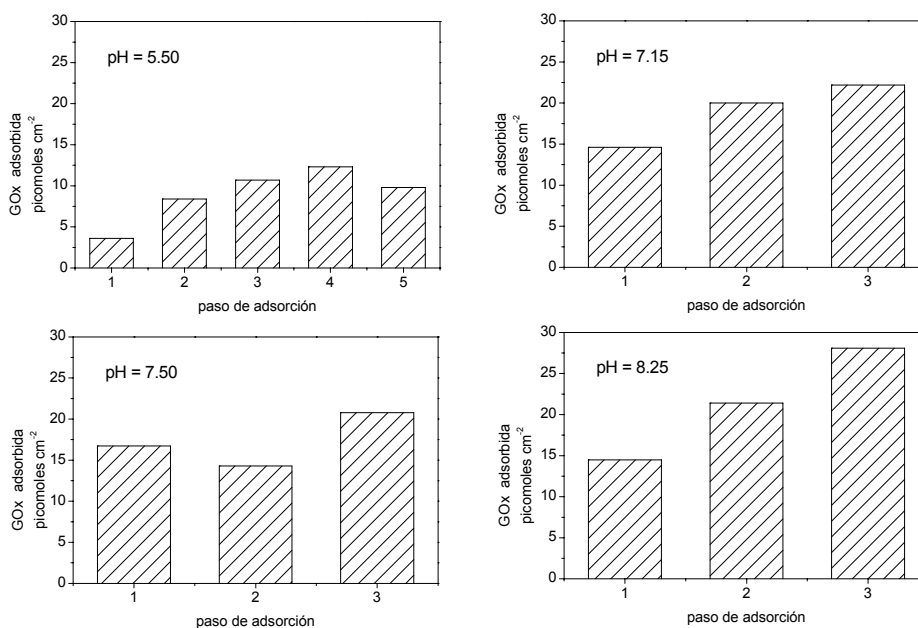 30
25
20
15
10
5
0
GOx adsorbida
picomoles cm-2
pH = 5.50
1 2 3 4 5
paso de adsorción
30
25
20
15
10
5
0
GOx adsorbida
picomoles cm-2
pH = 7.15
1 2 3
paso de adsorción
30
25
20
15
10
5
0
GOx adsorbida
picomoles cm-2
pH = 7.50
1 2 3
paso de adsorción
30
25
20
15
10
5
0
GOx adsorbida
picomoles cm-2
pH = 8.25
1 2 3
paso de adsorción